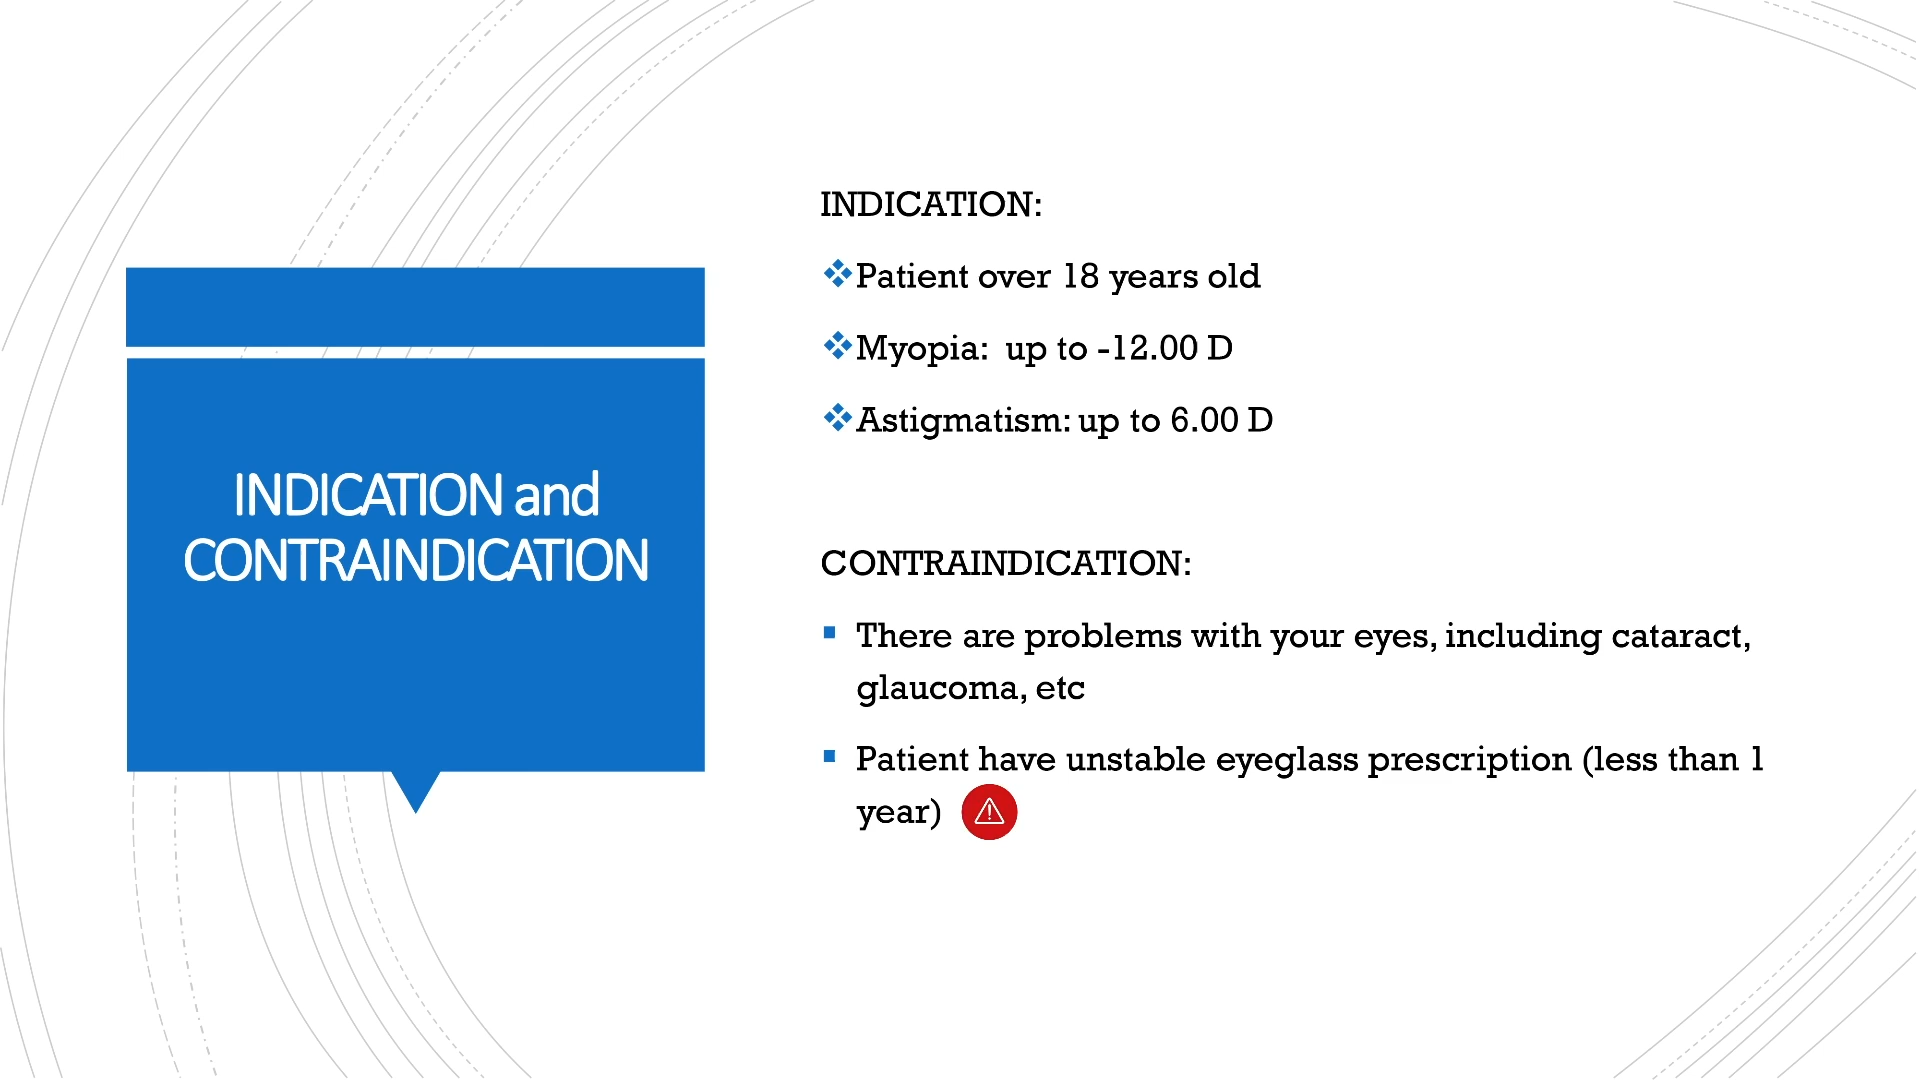 INDICATION and
CONTRAINDICATION
INDICATION:
Patient over 18 years old
Myopia: up to -12.00 D
Astigmatism: up to 6.00 D
CONTRAINDICATION:
There are problems with your eyes, including cataract,
glaucoma, etc
Patient have unstable eyeglass prescription (less than 1
year)